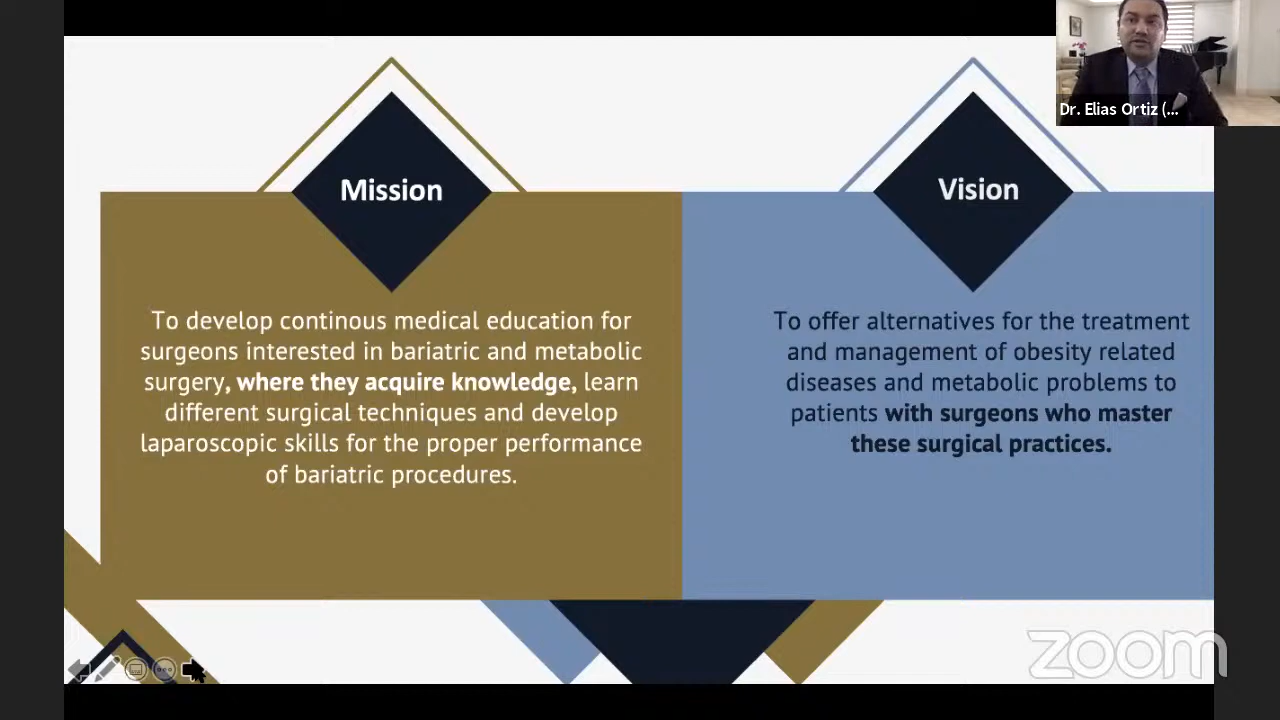 Dr. Elias Ortiz (...
Mission
To develop continous medical education for
surgeons interested in bariatric and metabolic
surgery, where they acquire knowledge, learn
different surgical techniques and develop
laparoscopic skills for the proper performance
of bariatric procedures.
Vision
To offer alternatives for the treatment
and management of obesity related
diseases and metabolic problems to
patients with surgeons who master
these surgical practices.
zoom